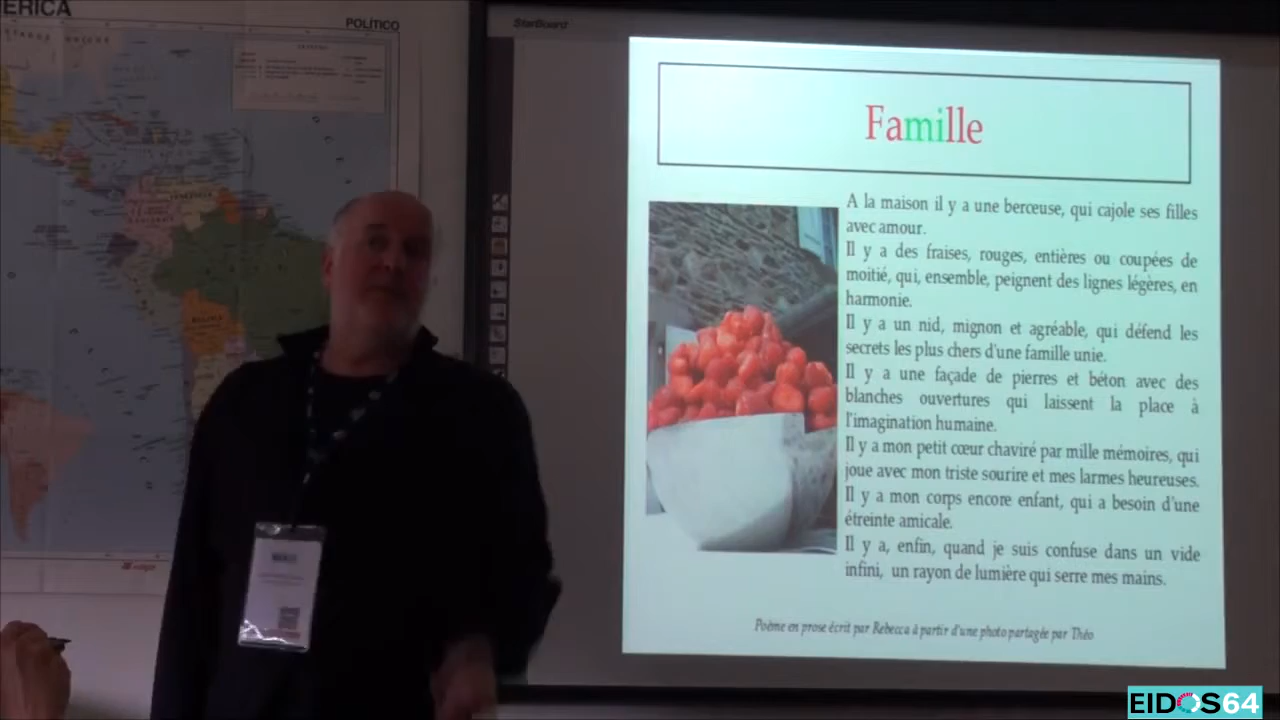 ÉRICA
POLÍTICO
StarBoard
Famille
A la maison il y a une berceuse, qui cajole ses filles
avec amour.
Il y a des fraises, rouges, entières ou coupées de
moitié, qui, ensemble, peignent des lignes légères, en
harmonie.
Il y a un nid, mignon et agréable, qui défend les
secrets les plus chers d'une famille unie.
Il y a une façade de pierres et béton avec des
blanches ouvertures qui laissent la place à
l'imagination humaine.
Il y a mon petit cœur chaviré par mille mémoires, qui
joue avec mon triste sourire et mes larmes heureuses.
Il y a mon corps encore enfant, qui a besoin d'une
étreinte amicale.
Il y a, enfin, quand je suis confuse dans un vide
infini, un rayon de lumière qui serre mes mains.
Poème en prose écrit par Rebecca à partir d'une photo partagée par Théo
EIDOS64